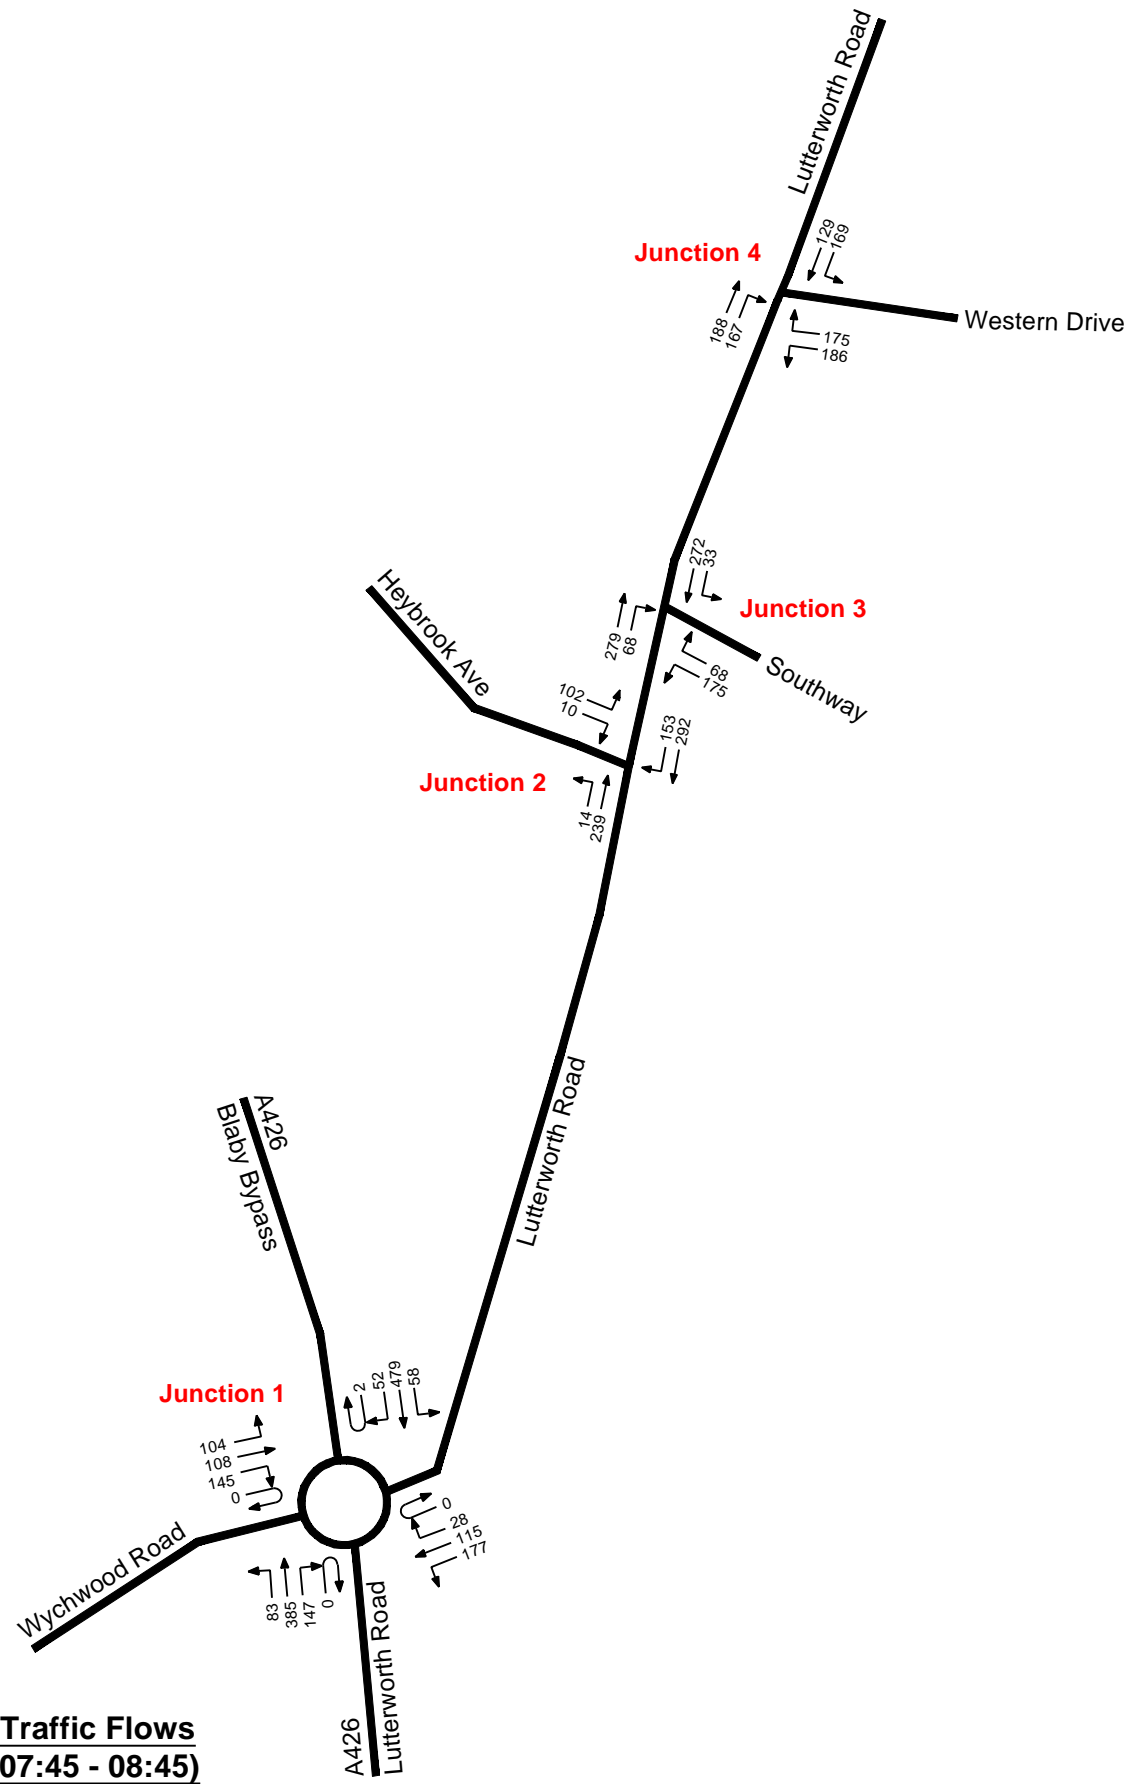 Lutterworth Road
129
169
Junction 4
188
167
Western Drive
175
186
272
33
Junction 3
279
68
Heybrook Ave
68
175
Southway
102
10
153
292
Junction 2
14
239
Lutterworth Road
A426
Blaby Bypass
2
52
479
58
Junction 1
104
108
145
0
0
28
115
177
Wychwood Road
83
385
147
0
A426
Lutterworth Road
Traffic Flows
07:45 - 08:45)